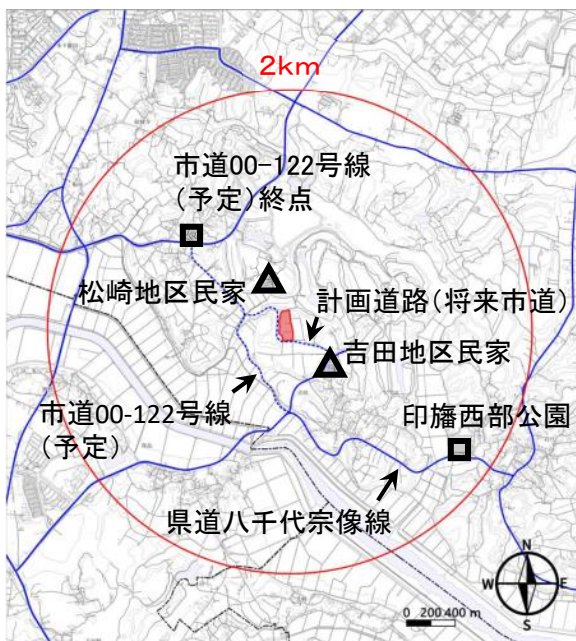 2km
市道00-122号線
(予定)終点
松崎地区民家
計画道路(将来市道)
吉田地区民家
市道00-122号線
(予定)
印旛西部公園
県道八千代宗像線
N
W
E
S
0 200 400 m